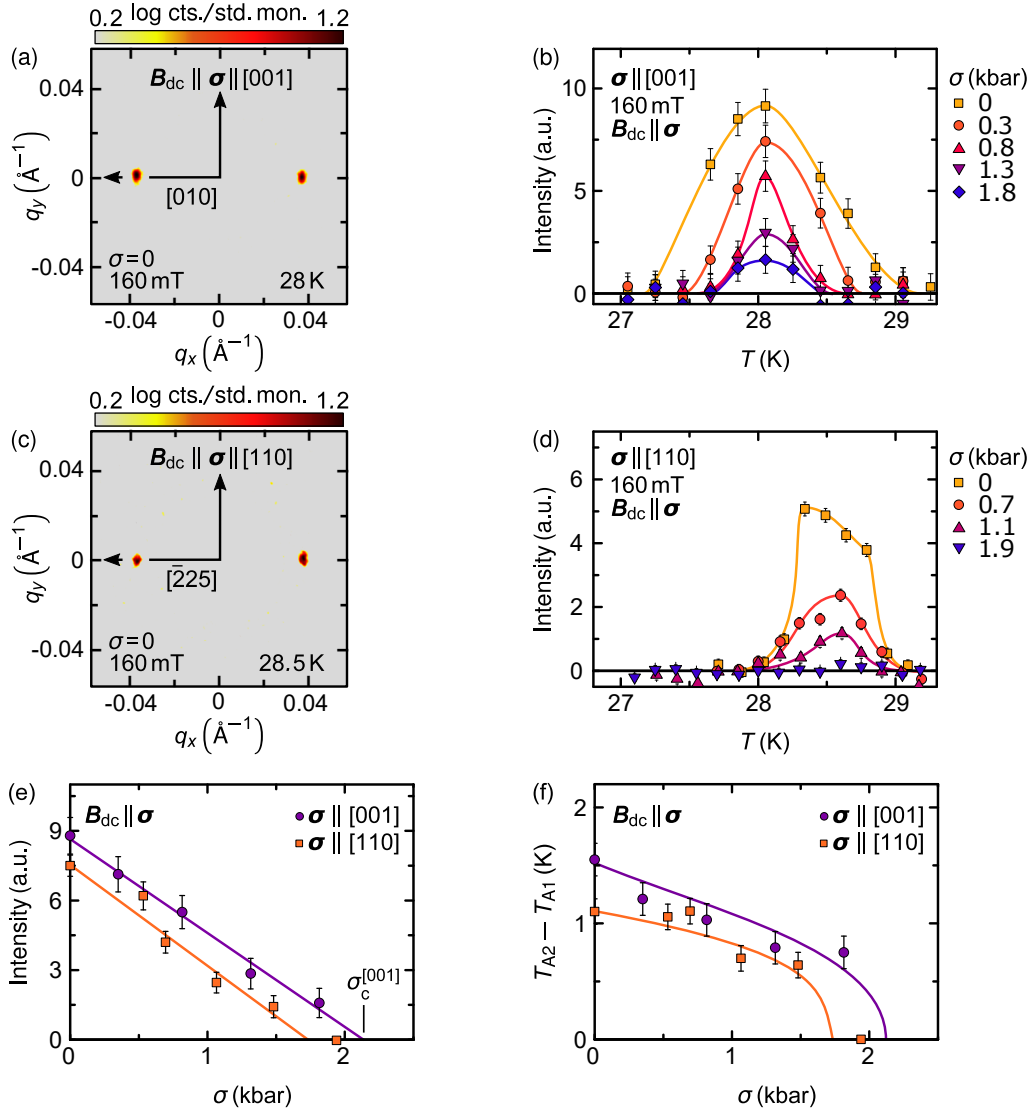 0.2 log cts./std. mon. 1.2
(a)
B_dc || σ || [001]
[010]
σ = 0
160 mT
28 K
0.04
0
-0.04
q_y (Å⁻¹)
-0.04 0 0.04
q_x (Å⁻¹)
(b)
σ || [001]
160 mT
B_dc || σ
σ (kbar)
0
0.3
0.8
1.3
1.8
10
5
0
Intensity (a.u.)
27 28 29
T (K)
0.2 log cts./std. mon. 1.2
(c)
B_dc || σ || [110]
[2̅25]
σ = 0
160 mT
28.5 K
0.04
0
-0.04
q_y (Å⁻¹)
-0.04 0 0.04
q_x (Å⁻¹)
(d)
σ || [110]
160 mT
B_dc || σ
σ (kbar)
0
0.7
1.1
1.9
6
4
2
0
Intensity (a.u.)
27 28 29
T (K)
(e)
B_dc || σ
σ || [001]
σ || [110]
σ_c^[001]
9
6
3
0
Intensity (a.u.)
0 1 2
σ (kbar)
(f)
B_dc || σ
σ || [001]
σ || [110]
2
1
0
T_A2 − T_A1 (K)
0 1 2
σ (kbar)